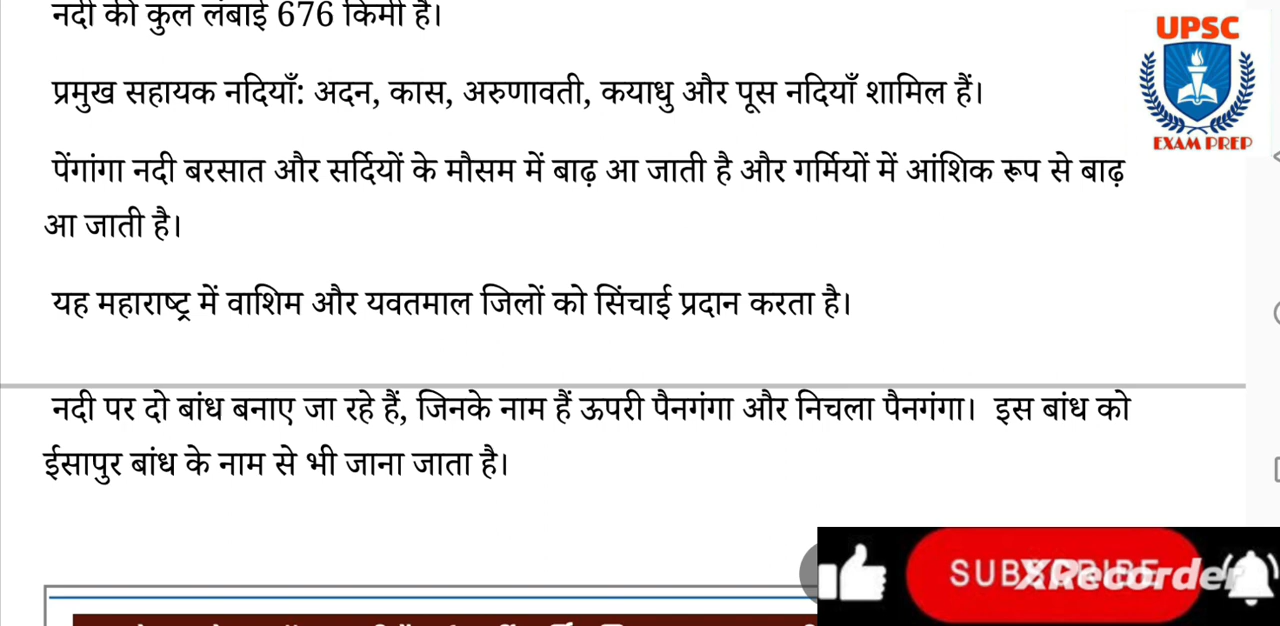 नदी की कुल लंबाई 676 किमी है।
UPSC
EXAM PREP
प्रमुख सहायक नदियाँ: अदन, कास, अरुणावती, कयाधु और पूस नदियाँ शामिल हैं।
पेंगांगा नदी बरसात और सर्दियों के मौसम में बाढ़ आ जाती है और गर्मियों में आंशिक रूप से बाढ़
आ जाती है।
यह महाराष्ट्र में वाशिम और यवतमाल जिलों को सिंचाई प्रदान करता है।
नदी पर दो बांध बनाए जा रहे हैं, जिनके नाम हैं ऊपरी पैनगंगा और निचला पैनगंगा। इस बांध को
ईसापुर बांध के नाम से भी जाना जाता है।
SUBSCRIBE
XRecorder